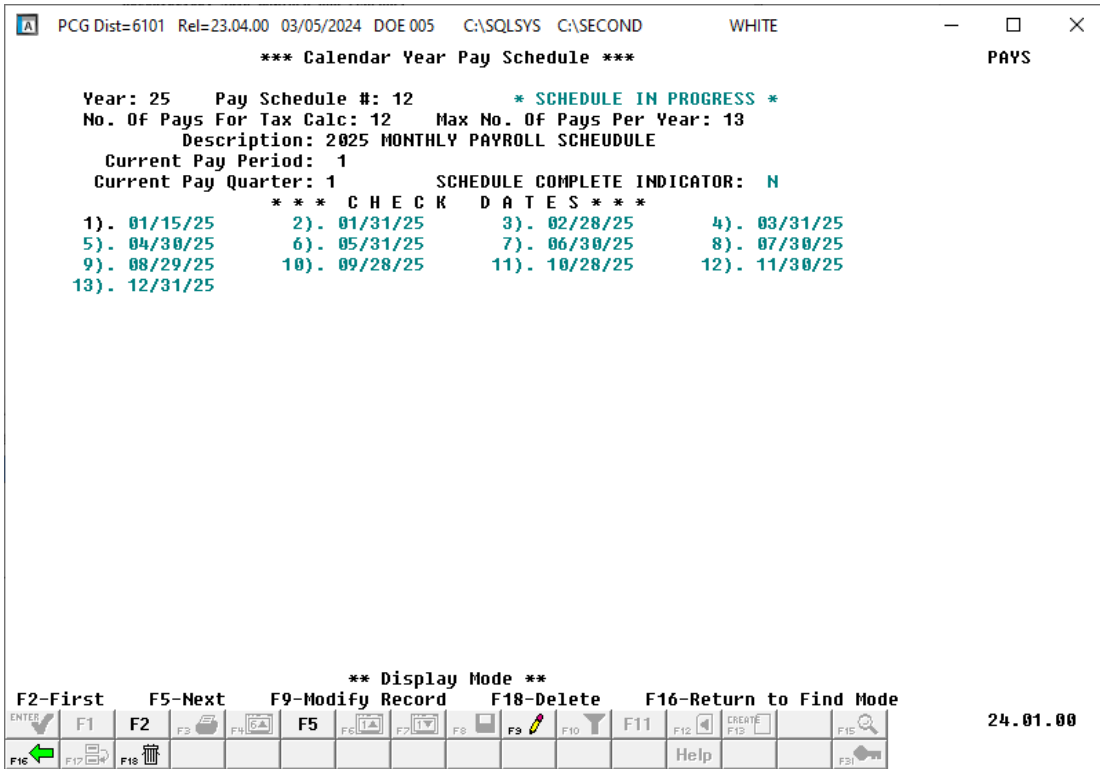 PCG Dist=6101 Rel=23.04.00 03/05/2024 DOE 005 C:\SQLSYS C:\SECOND WHITE
*** Calendar Year Pay Schedule *** PAYS
Year: 25 Pay Schedule #: 12 * SCHEDULE IN PROGRESS *
No. Of Pays For Tax Calc: 12 Max No. Of Pays Per Year: 13
Description: 2025 MONTHLY PAYROLL SCHEUDULE
Current Pay Period: 1
Current Pay Quarter: 1 SCHEDULE COMPLETE INDICATOR: N
* * * C H E C K D A T E S * * *
1). 01/15/25 2). 01/31/25 3). 02/28/25 4). 03/31/25
5). 04/30/25 6). 05/31/25 7). 06/30/25 8). 07/30/25
9). 08/29/25 10). 09/28/25 11). 10/28/25 12). 11/30/25
13). 12/31/25
** Display Mode **
F2-First F5-Next F9-Modify Record F18-Delete F16-Return to Find Mode
ENTER F1 F2 F3 F4 F5 F6 F7 F8 F9 F10 F11 F12 CREATE F13 F15 24.01.00
F16 F17 F18 Help F31